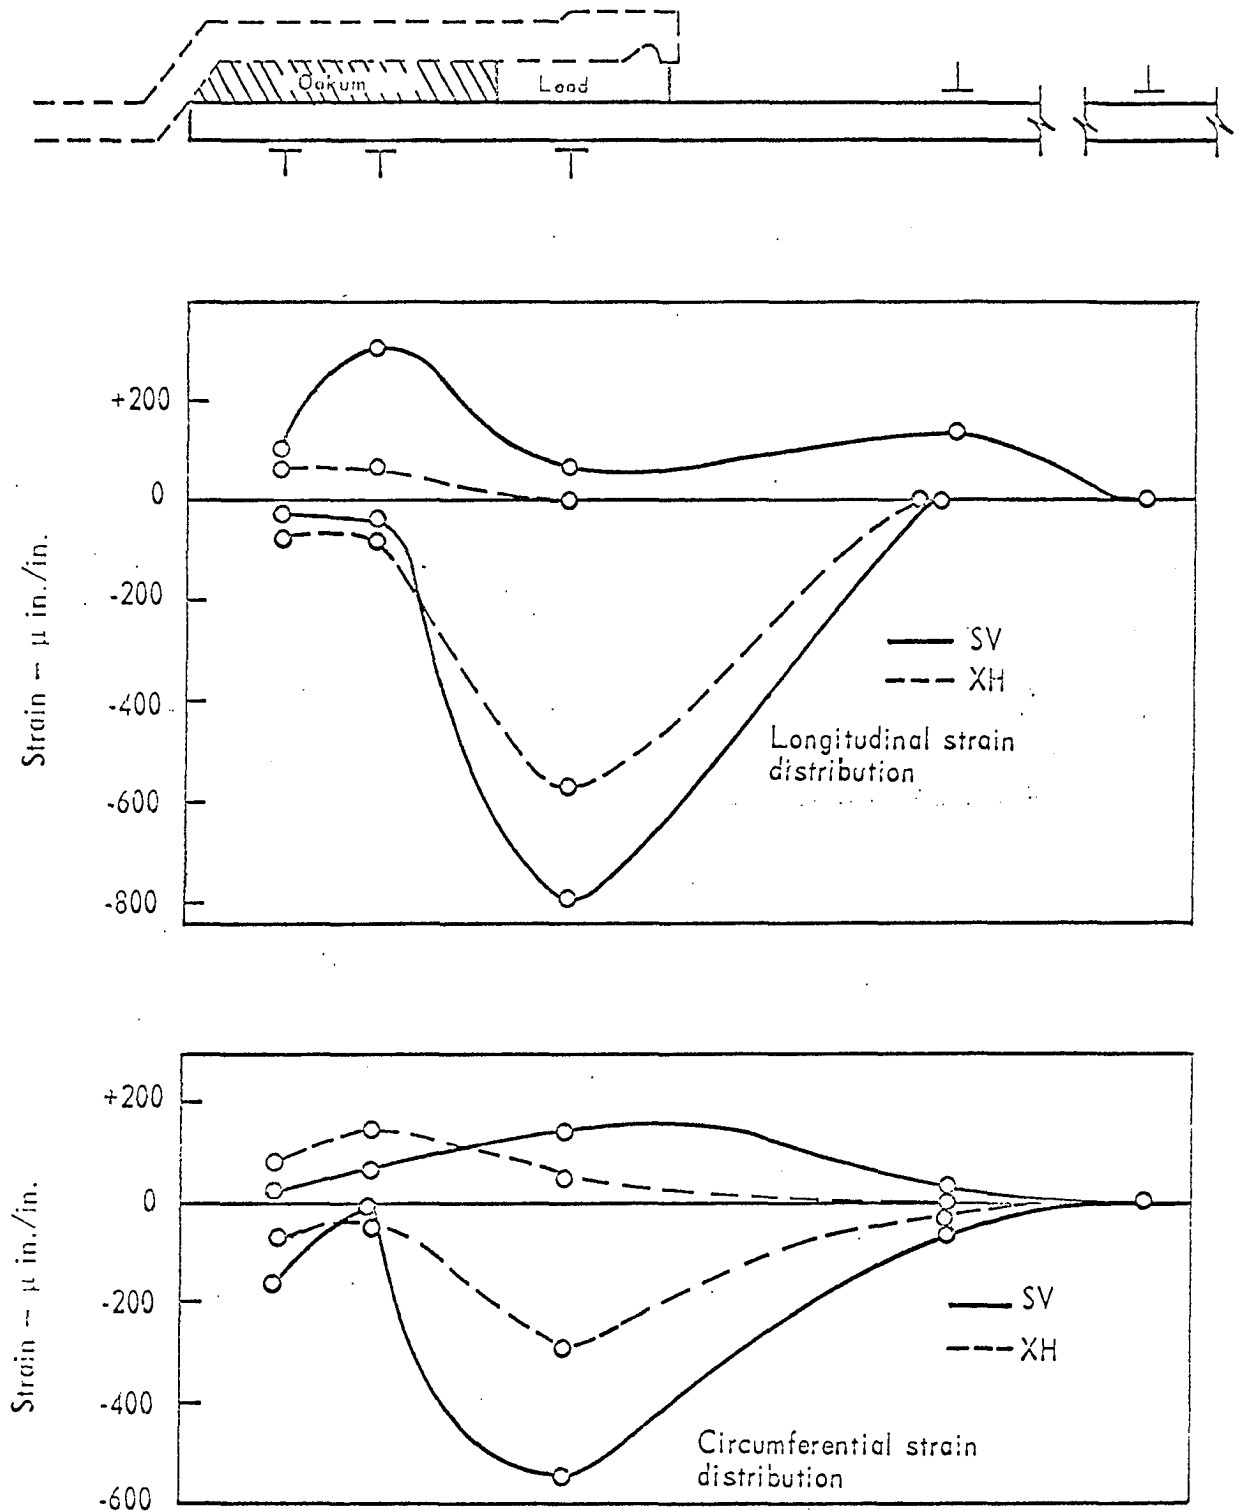 Oakum
Lead
+200
0
-200
-400
-600
-800
Strain – μ in./in.
SV
XH
Longitudinal strain
distribution
+200
0
-200
-400
-600
Strain – μ in./in.
SV
XH
Circumferential strain
distribution